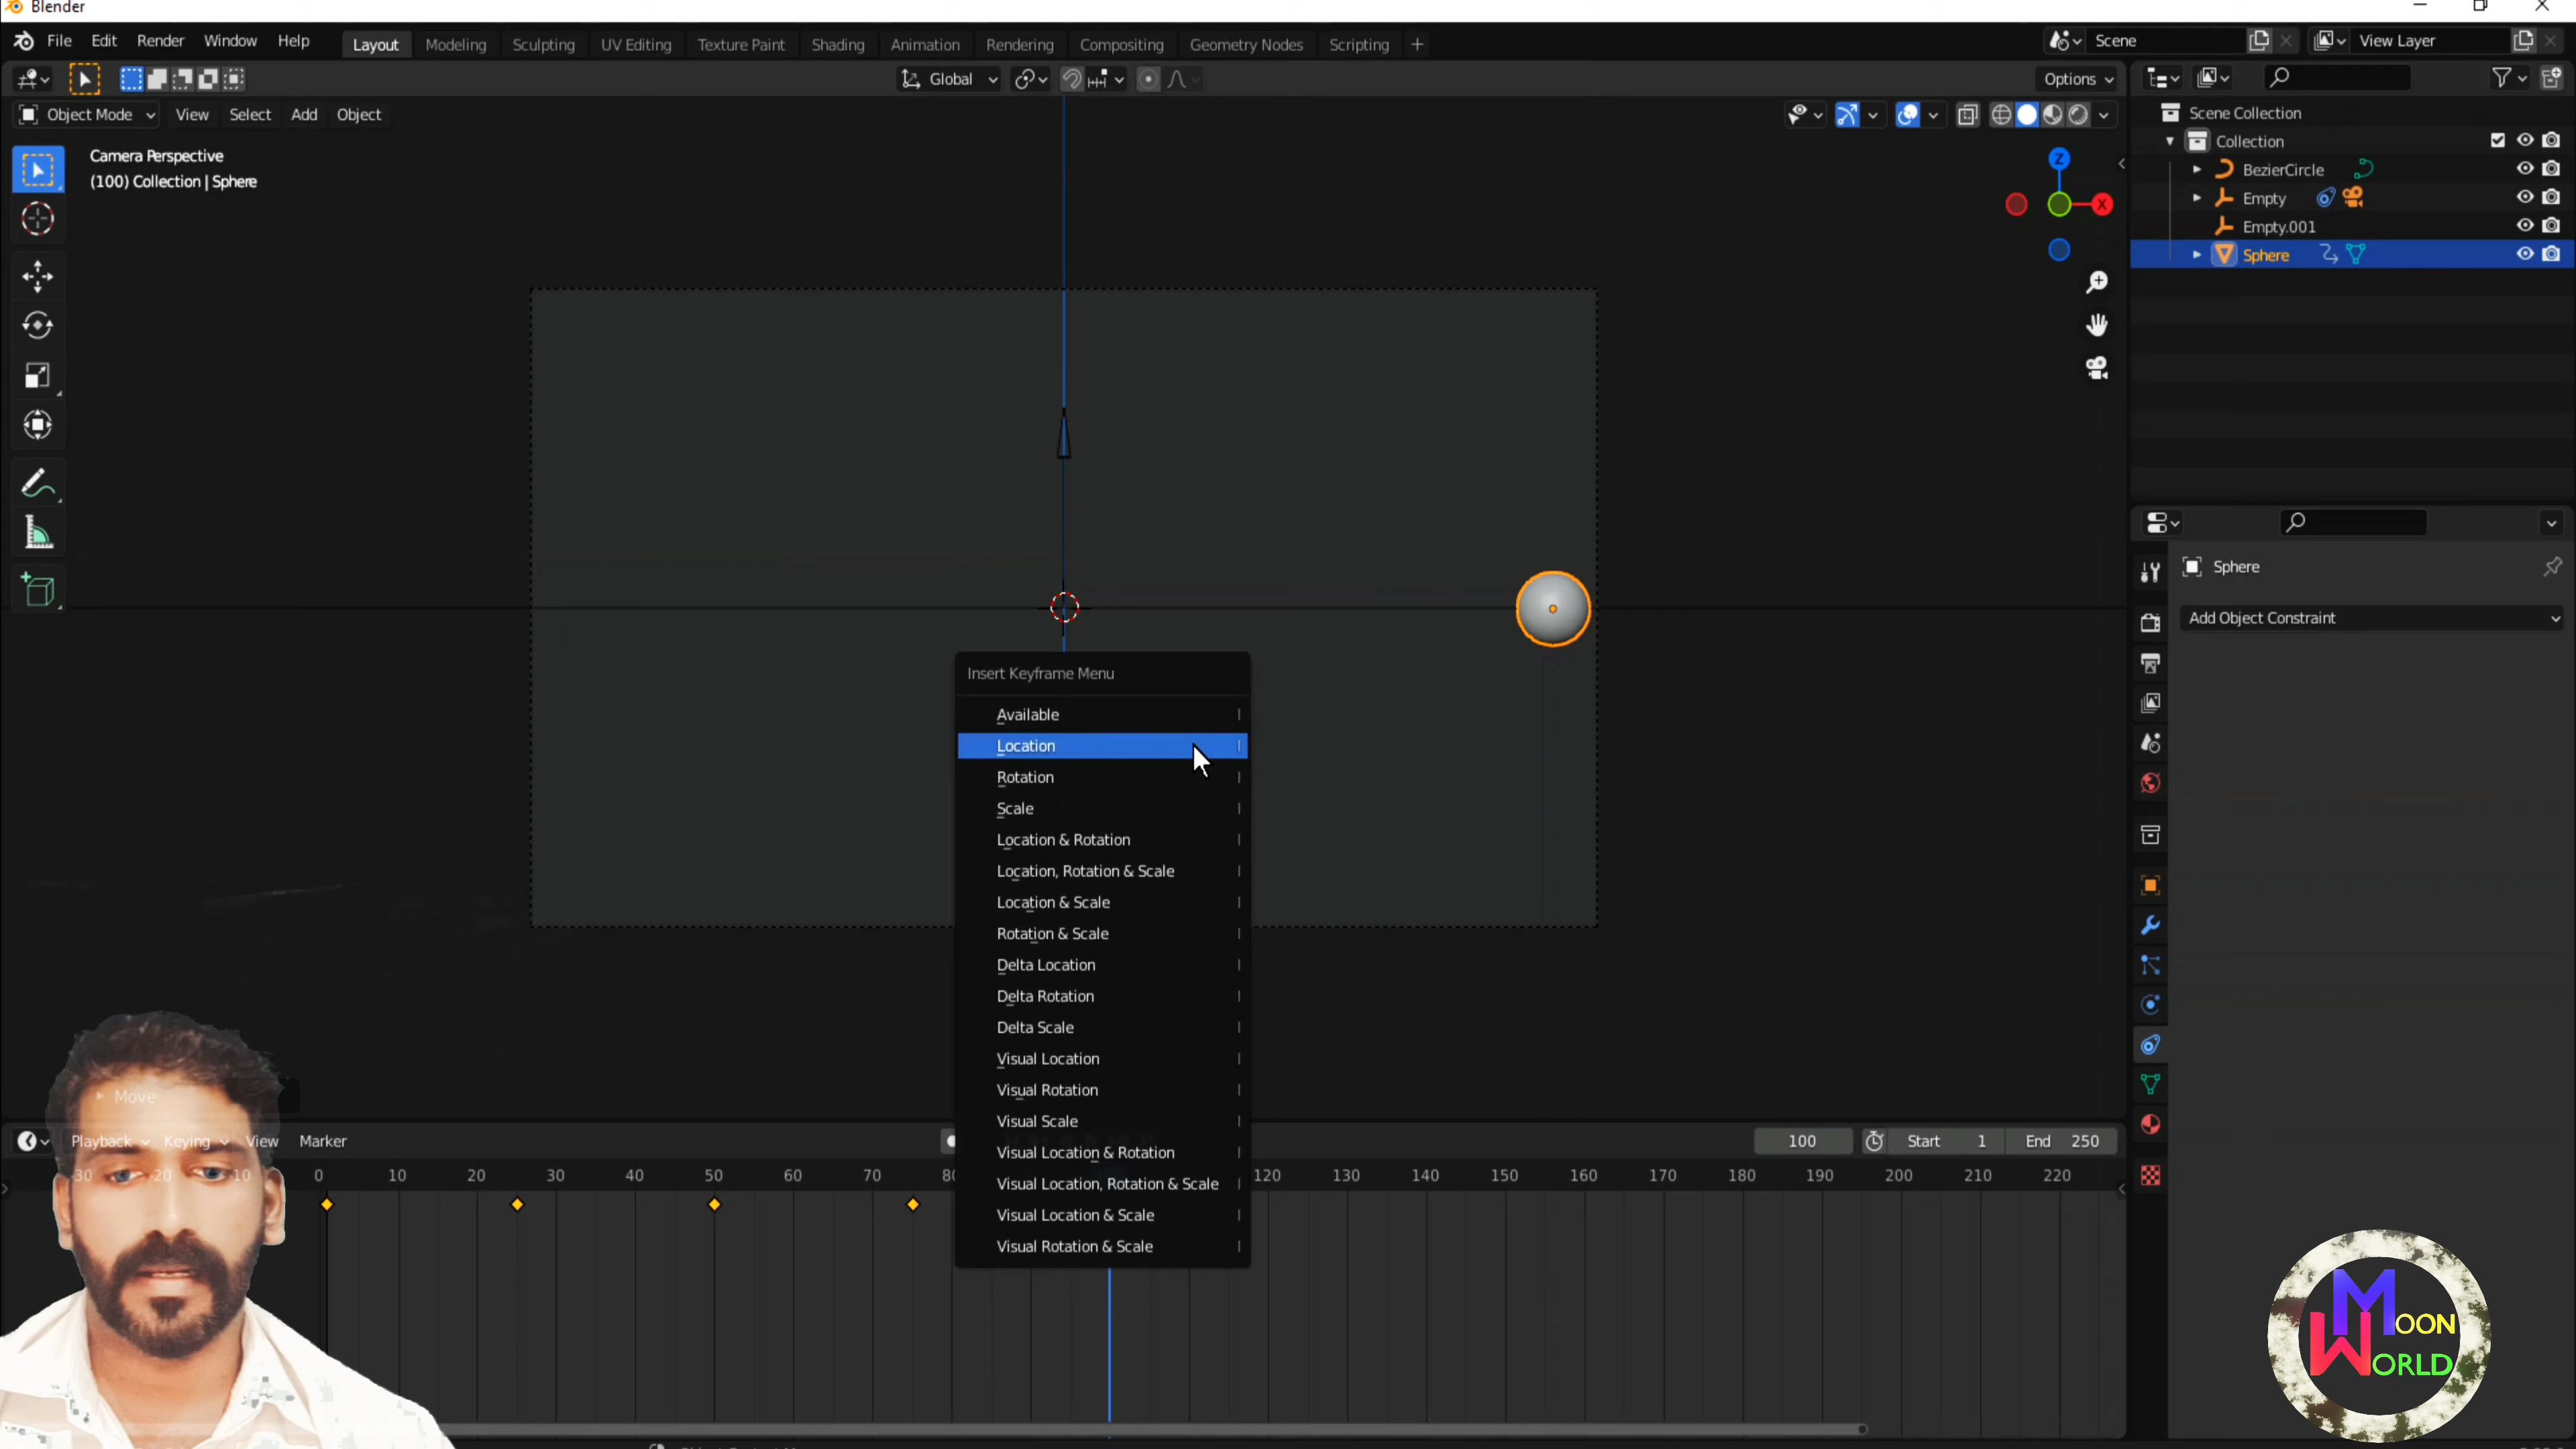 Blender
File Edit Render Window Help Layout Modeling Sculpting UV Editing Texture Paint Shading Animation Rendering Compositing Geometry Nodes Scripting + Scene View Layer
Global Options
Object Mode View Select Add Object
Camera Perspective
(100) Collection | Sphere
Z
X
Scene Collection
Collection
BezierCircle
Empty
Empty.001
Sphere
Sphere
Add Object Constraint
Insert Keyframe Menu
Available I
Location I
Rotation I
Scale I
Location & Rotation I
Location, Rotation & Scale I
Location & Scale I
Rotation & Scale I
Delta Location I
Delta Rotation I
Delta Scale I
Visual Location I
Visual Rotation I
Visual Scale I
Visual Location & Rotation I
Visual Location, Rotation & Scale I
Visual Location & Scale I
Visual Rotation & Scale I
Move
Playback Keying View Marker 100 Start 1 End 250
-30 -20 -10 0 10 20 30 40 50 60 70 120 130 140 150 160 170 180 190 200 210 220
MOON
WORLD